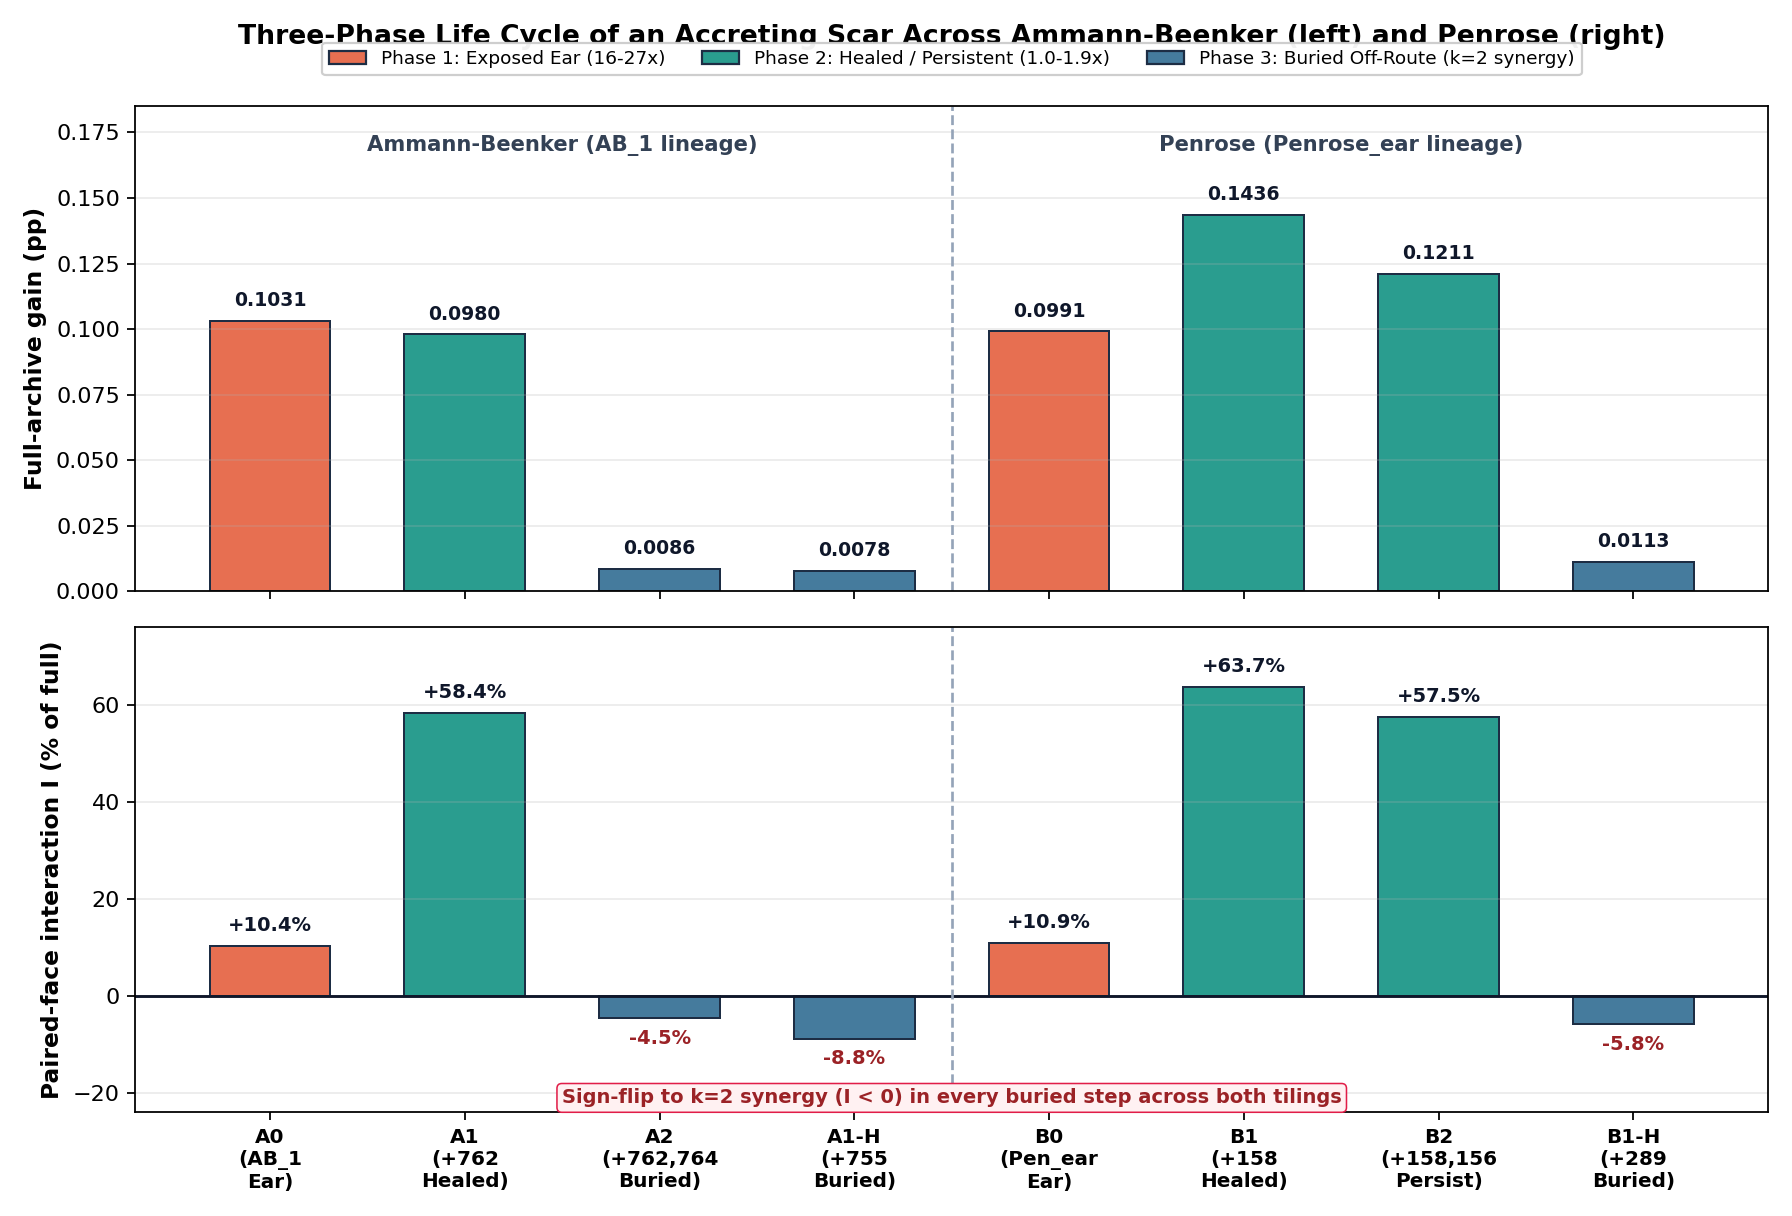 Three-Phase Life Cycle of an Accreting Scar Across Ammann-Beenker (left) and Penrose (right)
Phase 1: Exposed Ear (16-27x)
Phase 2: Healed / Persistent (1.0-1.9x)
Phase 3: Buried Off-Route (k=2 synergy)
Full-archive gain (pp)
0.175
0.150
0.125
0.100
0.075
0.050
0.025
0.000
Ammann-Beenker (AB_1 lineage)
Penrose (Penrose_ear lineage)
0.1031
0.0980
0.0086
0.0078
0.0991
0.1436
0.1211
0.0113
Paired-face interaction I (% of full)
60
40
20
0
−20
+10.4%
+58.4%
-4.5%
-8.8%
+10.9%
+63.7%
+57.5%
-5.8%
Sign-flip to k=2 synergy (I < 0) in every buried step across both tilings
A0
(AB_1
Ear)
A1
(+762
Healed)
A2
(+762,764
Buried)
A1-H
(+755
Buried)
B0
(Pen_ear
Ear)
B1
(+158
Healed)
B2
(+158,156
Persist)
B1-H
(+289
Buried)